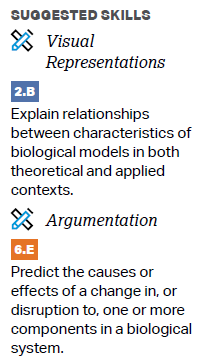 SUGGESTED SKILLS
Visual
Representations
2.B
Explain relationships
between characteristics of
biological models in both
theoretical and applied
contexts.
Argumentation
6.E
Predict the causes or
effects of a change in, or
disruption to, one or more
components in a biological
system.